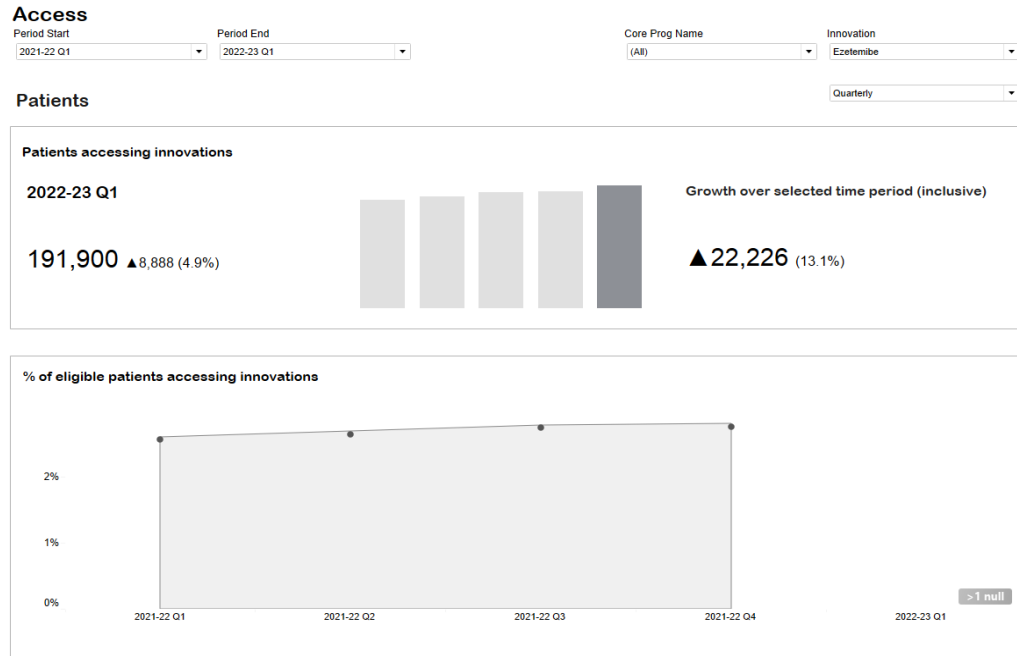 Access
Period Start Period End Core Prog Name Innovation
2021-22 Q1 2022-23 Q1 (All) Ezetemibe
Quarterly
Patients
Patients accessing innovations
2022-23 Q1 Growth over selected time period (inclusive)
191,900 ▲8,888 (4.9%) ▲22,226 (13.1%)
% of eligible patients accessing innovations
2%
1%
0%
>1 null
2021-22 Q1 2021-22 Q2 2021-22 Q3 2021-22 Q4 2022-23 Q1